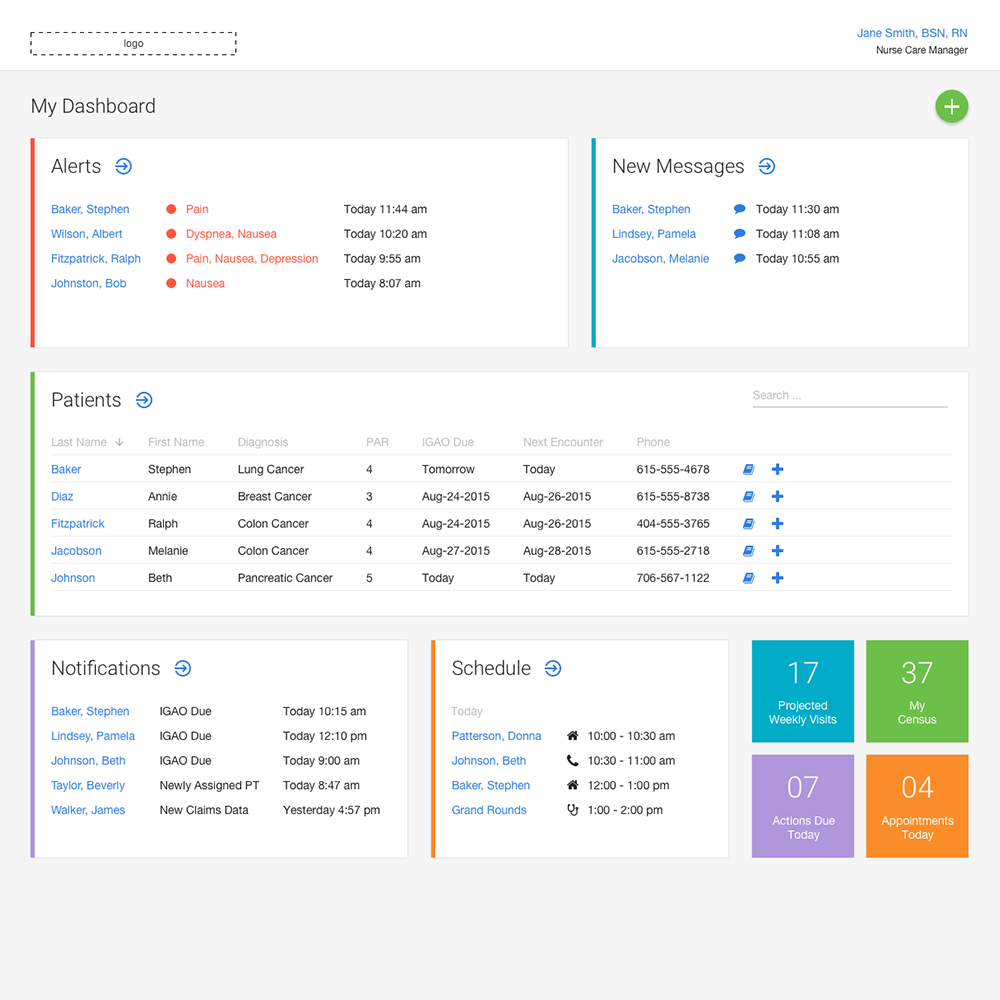 logo
Jane Smith, BSN, RN
Nurse Care Manager
My Dashboard
Alerts
Baker, Stephen Pain Today 11:44 am
Wilson, Albert Dyspnea, Nausea Today 10:20 am
Fitzpatrick, Ralph Pain, Nausea, Depression Today 9:55 am
Johnston, Bob Nausea Today 8:07 am
New Messages
Baker, Stephen Today 11:30 am
Lindsey, Pamela Today 11:08 am
Jacobson, Melanie Today 10:55 am
Patients
Search ...
Last Name First Name Diagnosis PAR IGAO Due Next Encounter Phone
Baker Stephen Lung Cancer 4 Tomorrow Today 615-555-4678
Diaz Annie Breast Cancer 3 Aug-24-2015 Aug-26-2015 615-555-8738
Fitzpatrick Ralph Colon Cancer 4 Aug-24-2015 Aug-26-2015 404-555-3765
Jacobson Melanie Colon Cancer 4 Aug-27-2015 Aug-28-2015 615-555-2718
Johnson Beth Pancreatic Cancer 5 Today Today 706-567-1122
Notifications
Baker, Stephen IGAO Due Today 10:15 am
Lindsey, Pamela IGAO Due Today 12:10 pm
Johnson, Beth IGAO Due Today 9:00 am
Taylor, Beverly Newly Assigned PT Today 8:47 am
Walker, James New Claims Data Yesterday 4:57 pm
Schedule
Today
Patterson, Donna 10:00 - 10:30 am
Johnson, Beth 10:30 - 11:00 am
Baker, Stephen 12:00 - 1:00 pm
Grand Rounds 1:00 - 2:00 pm
17
Projected
Weekly Visits
37
My
Census
07
Actions Due
Today
04
Appointments
Today